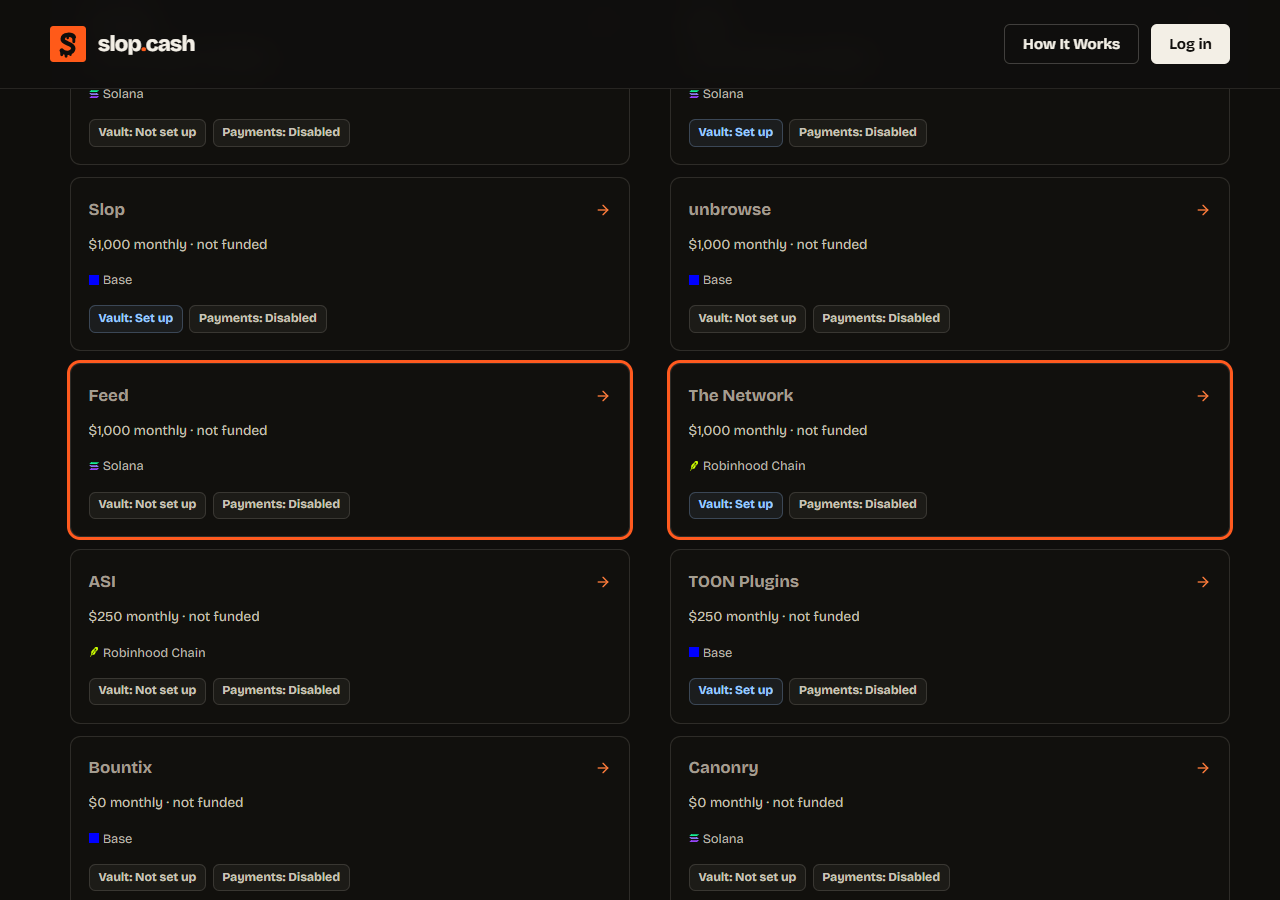 slop.cash
How It Works
Log in
Solana
Vault: Not set up
Payments: Disabled
Solana
Vault: Set up
Payments: Disabled
Slop
$1,000 monthly · not funded
Base
Vault: Set up
Payments: Disabled
unbrowse
$1,000 monthly · not funded
Base
Vault: Not set up
Payments: Disabled
Feed
$1,000 monthly · not funded
Solana
Vault: Not set up
Payments: Disabled
The Network
$1,000 monthly · not funded
Robinhood Chain
Vault: Set up
Payments: Disabled
ASI
$250 monthly · not funded
Robinhood Chain
Vault: Not set up
Payments: Disabled
TOON Plugins
$250 monthly · not funded
Base
Vault: Set up
Payments: Disabled
Bountix
$0 monthly · not funded
Base
Vault: Not set up
Payments: Disabled
Canonry
$0 monthly · not funded
Solana
Vault: Not set up
Payments: Disabled